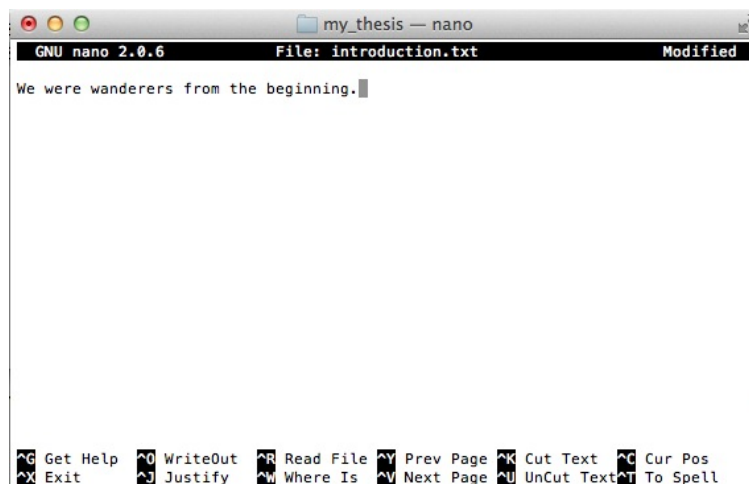 my_thesis — nano
GNU nano 2.0.6 File: introduction.txt Modified
We were wanderers from the beginning.
^G Get Help ^O WriteOut ^R Read File ^Y Prev Page ^K Cut Text ^C Cur Pos
^X Exit ^J Justify ^W Where Is ^V Next Page ^U UnCut Text ^T To Spell